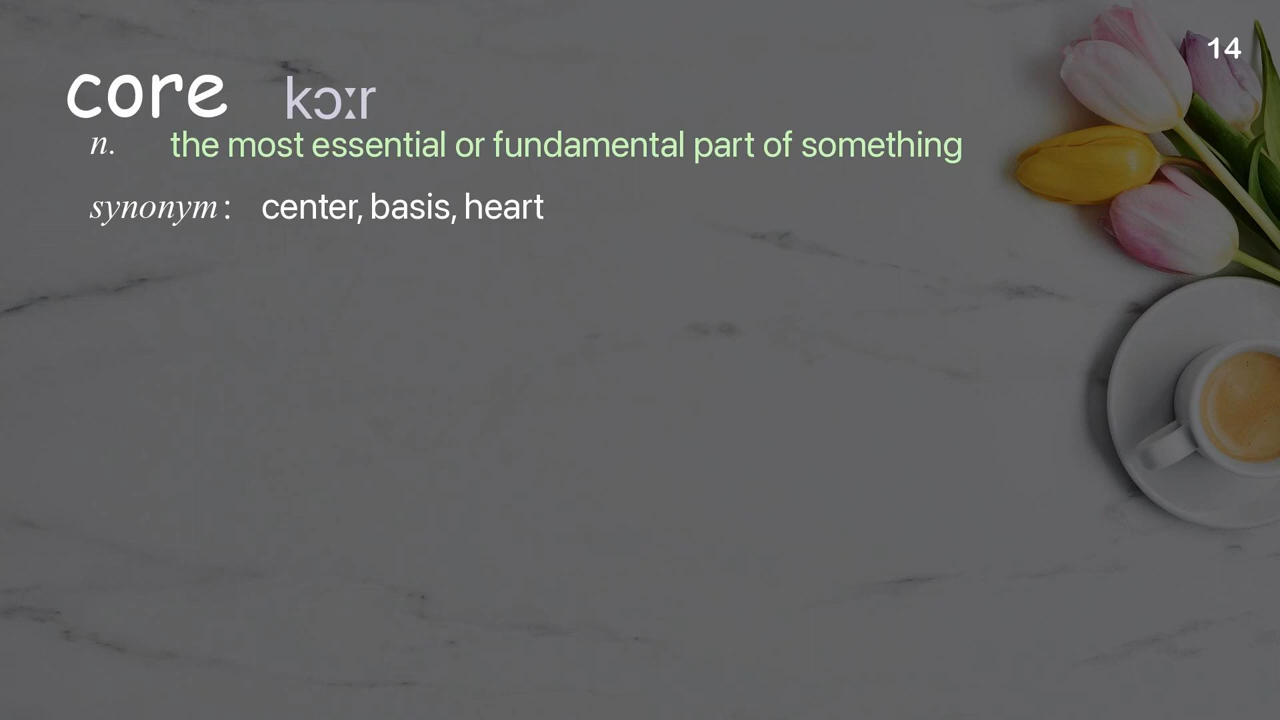 14
core kɔːr
n. the most essential or fundamental part of something
synonym: center, basis, heart